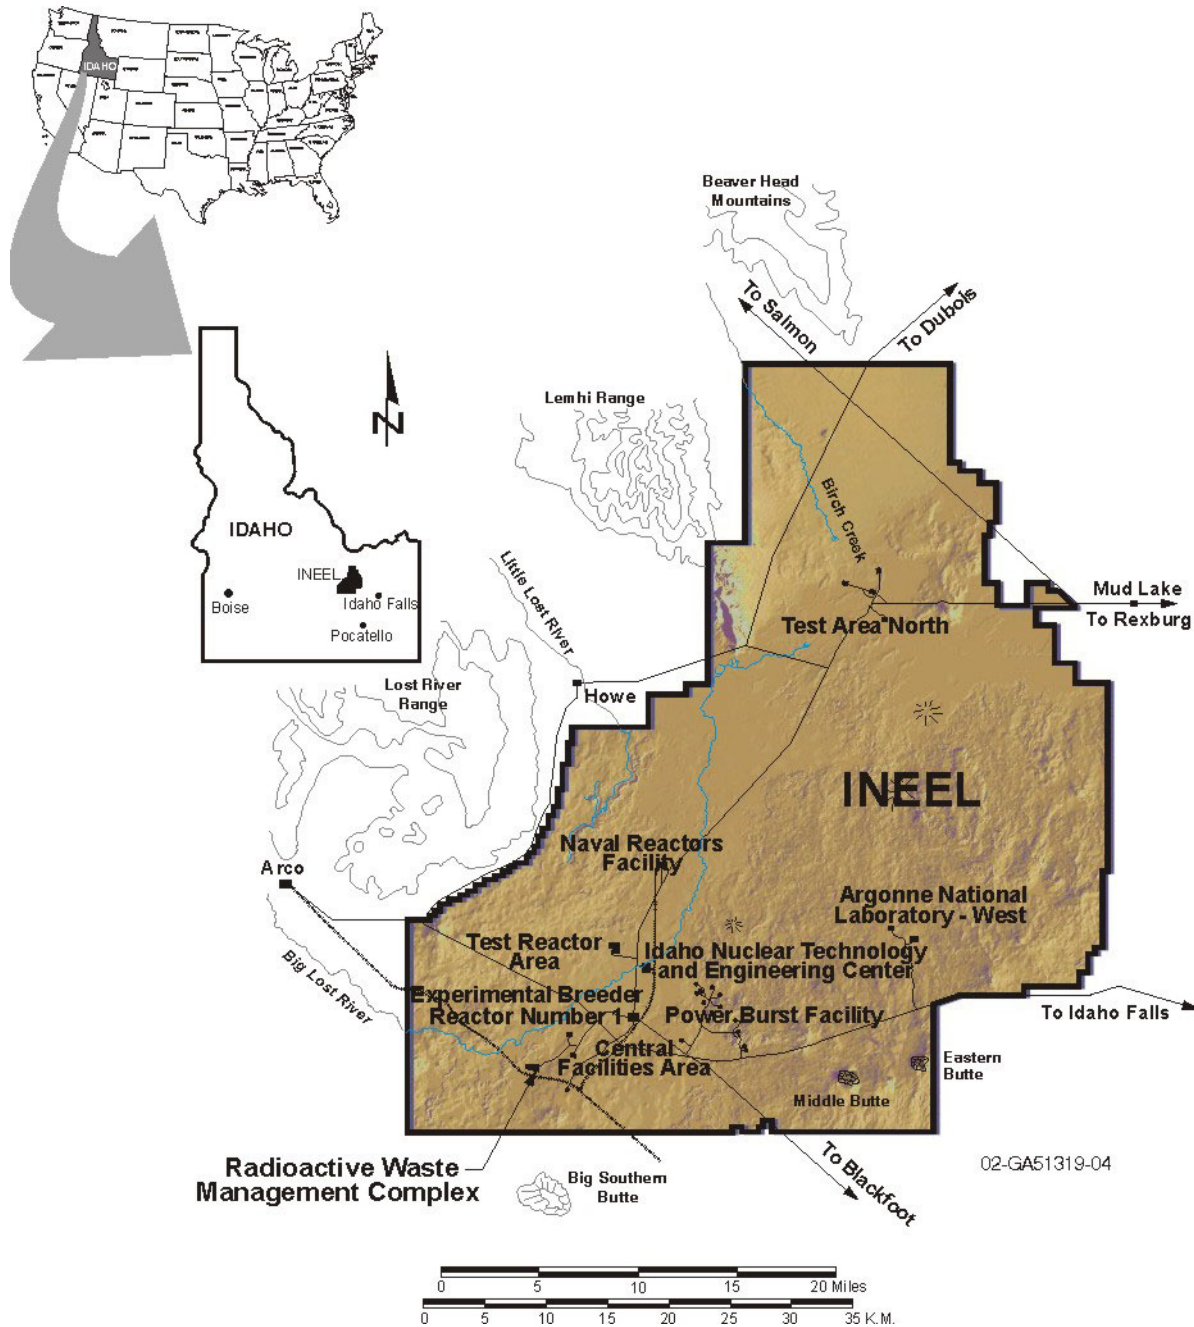 IDAHO
Beaver Head
Mountains
To Salmon
To Dubois
Lemhi Range
N
IDAHO
INEEL
Boise
Idaho Falls
Pocatello
Birch Creek
Little Lost River
Mud Lake
To Rexburg
Test Area North
Lost River
Range
Howe
INEEL
Naval Reactors
Facility
Arco
Argonne National
Laboratory - West
Test Reactor
Area
Idaho Nuclear Technology
and Engineering Center
Big Lost River
Experimental Breeder
Reactor Number 1
Power Burst Facility
To Idaho Falls
Central
Facilities Area
Eastern
Butte
Middle Butte
Radioactive Waste
Management Complex
Big Southern
Butte
To Blackfoot
02-GA51319-04
0 5 10 15 20 Miles
0 5 10 15 20 25 30 35 K.M.